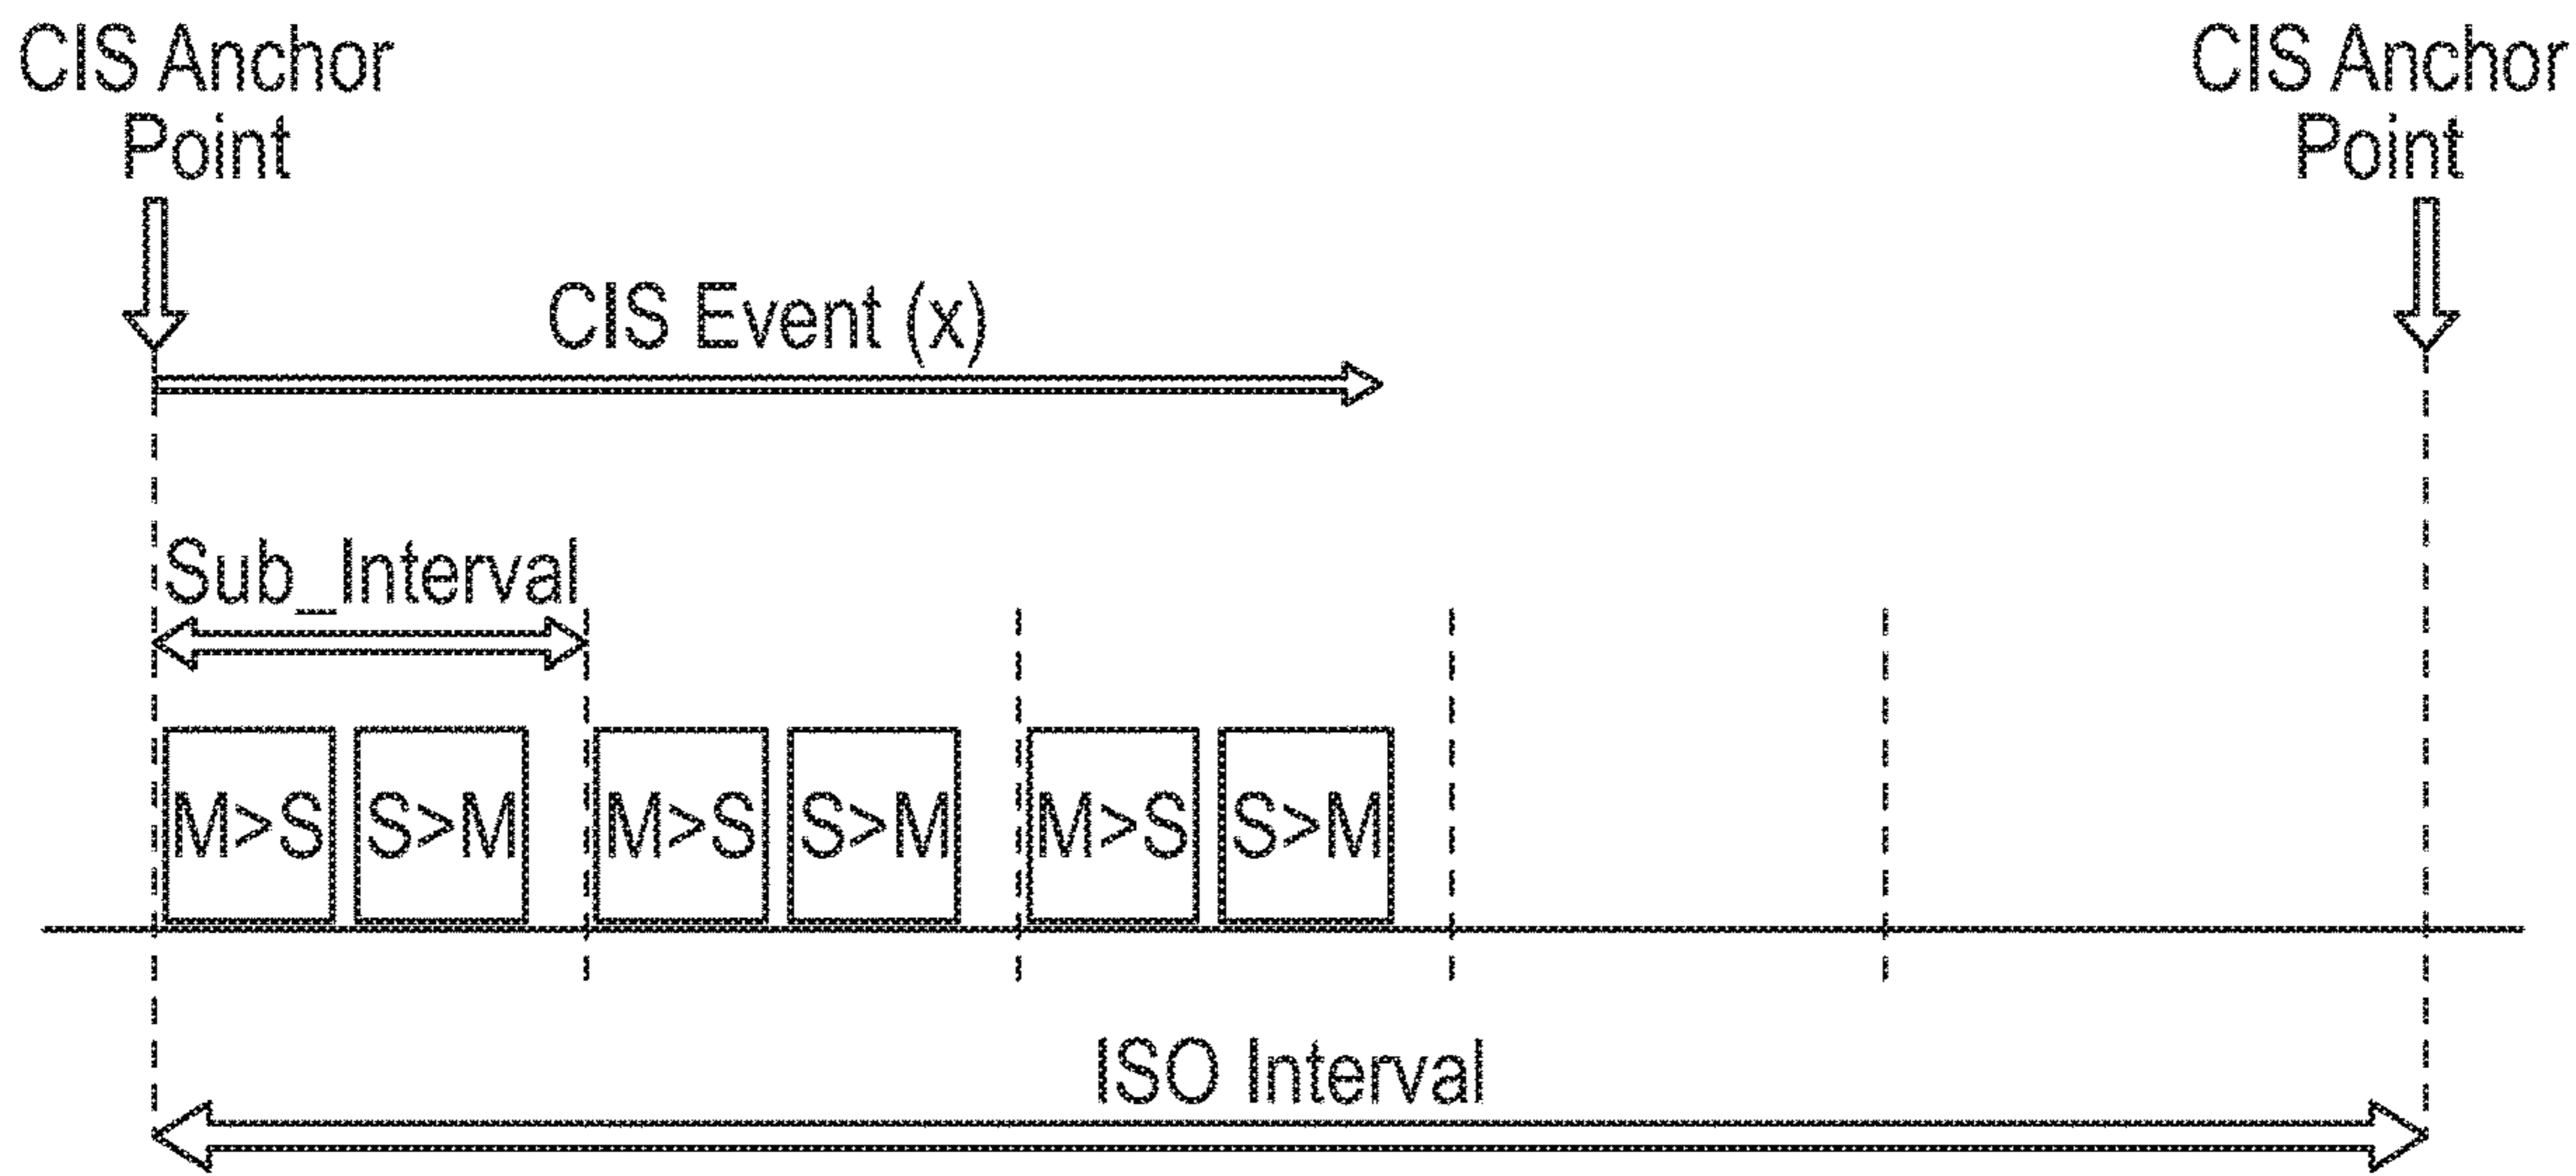 CIS Anchor
Point
CIS Anchor
Point
CIS Event (x)
Sub_Interval
M>S
S>M
M>S
S>M
M>S
S>M
ISO Interval